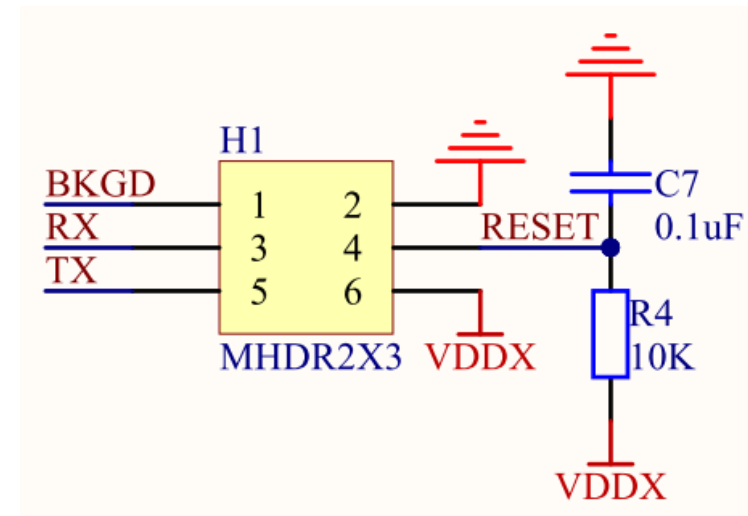 H1
BKGD
1 2
C7
RX
3 4
RESET
0.1uF
TX
5 6
R4
MHDR2X3
VDDX
10K
VDDX